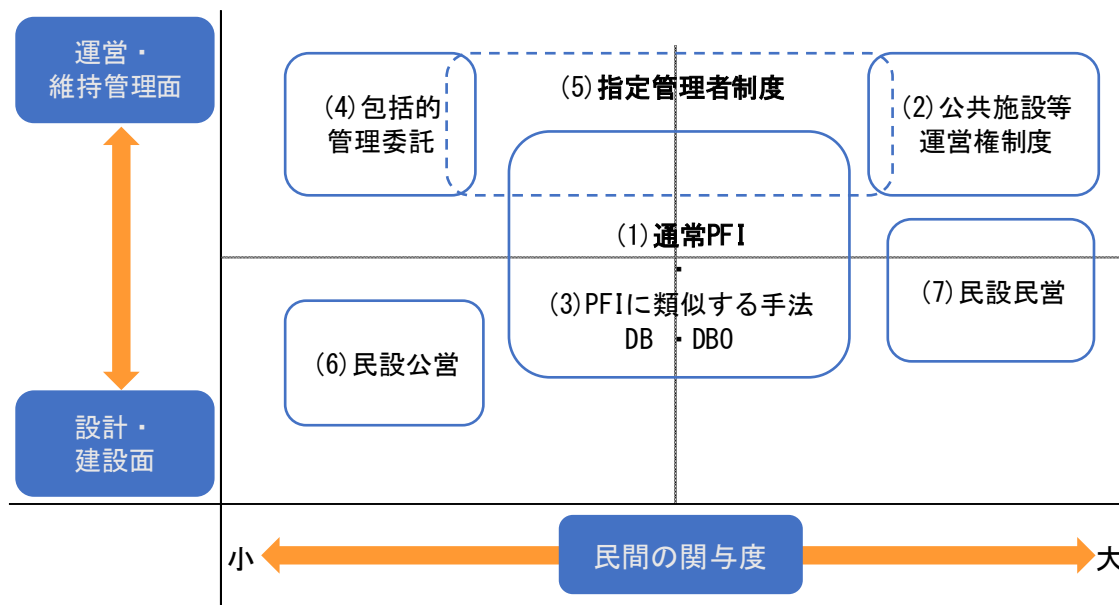 運営・
維持管理面
(4)包括的
管理委託
(5)指定管理者制度
(2)公共施設等
運営権制度
(1)通常PFI
・
(3)PFIに類似する手法
DB ・ DBO
(7)民設民営
(6)民設公営
設計・
建設面
小
民間の関与度
大